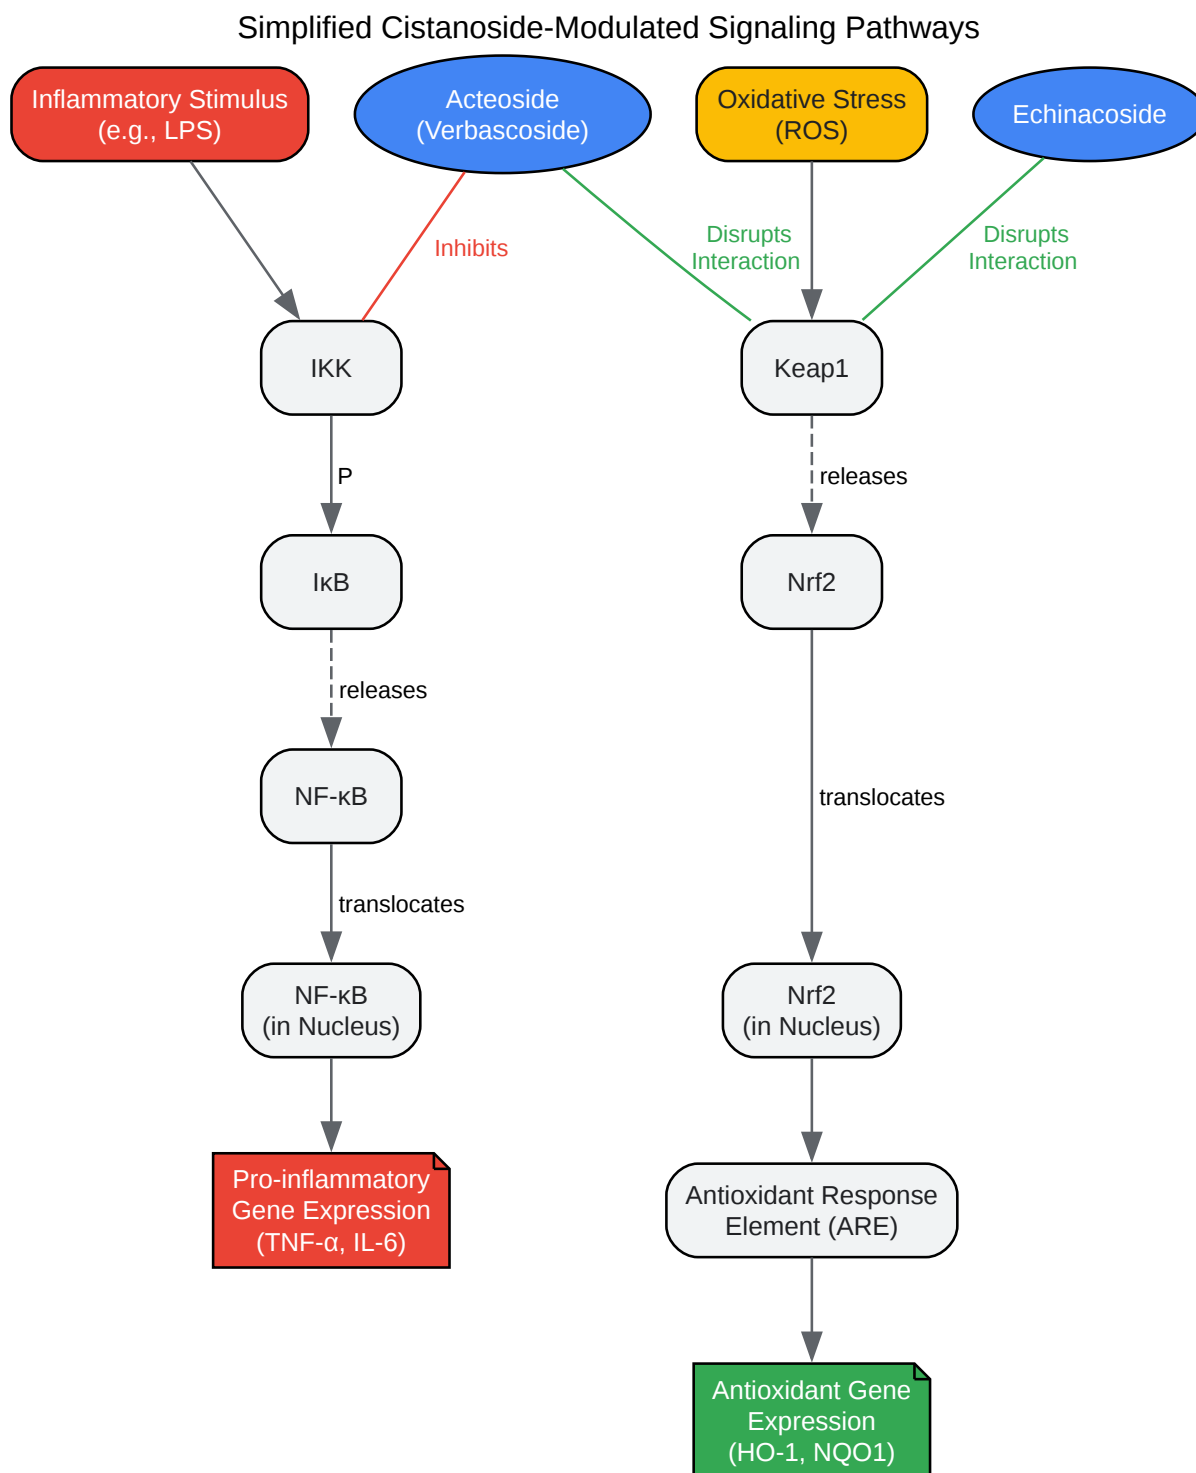 Simplified Cistanoside-Modulated Signaling Pathways
Inflammatory Stimulus
(e.g., LPS)
Acteoside
(Verbascoside)
Oxidative Stress
(ROS)
Echinacoside
Inhibits
Disrupts
Interaction
Disrupts
Interaction
IKK
Keap1
P
releases
IκB
Nrf2
releases
NF-κB
translocates
translocates
NF-κB
(in Nucleus)
Nrf2
(in Nucleus)
Pro-inflammatory
Gene Expression
(TNF-α, IL-6)
Antioxidant Response
Element (ARE)
Antioxidant Gene
Expression
(HO-1, NQO1)